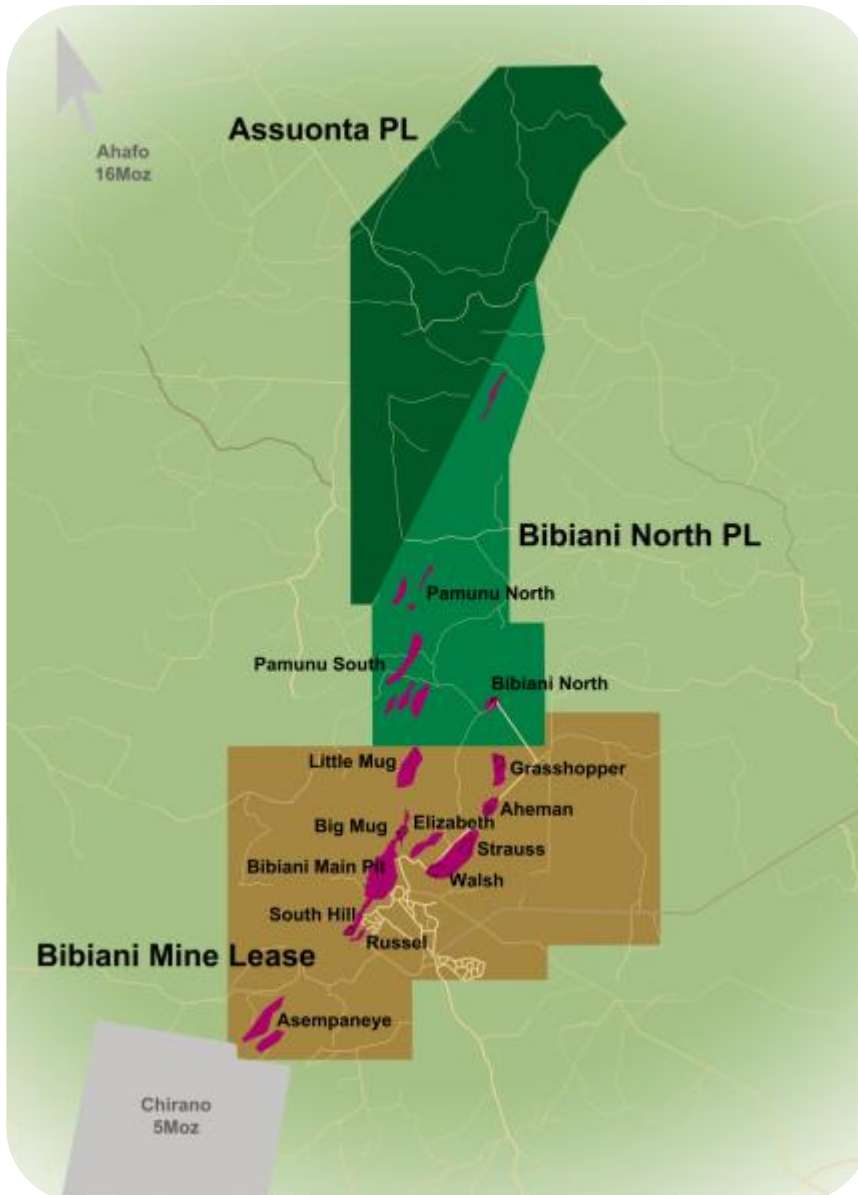 Assuonta PL
Ahafo
16Moz
Bibiani North PL
Pamunu North
Pamunu South
Bibiani North
Little Mug
Grasshopper
Aheman
Big Mug
Elizabeth
Strauss
Bibiani Main Pit
Walsh
South Hill
Russel
Bibiani Mine Lease
Asempaneye
Chirano
5Moz